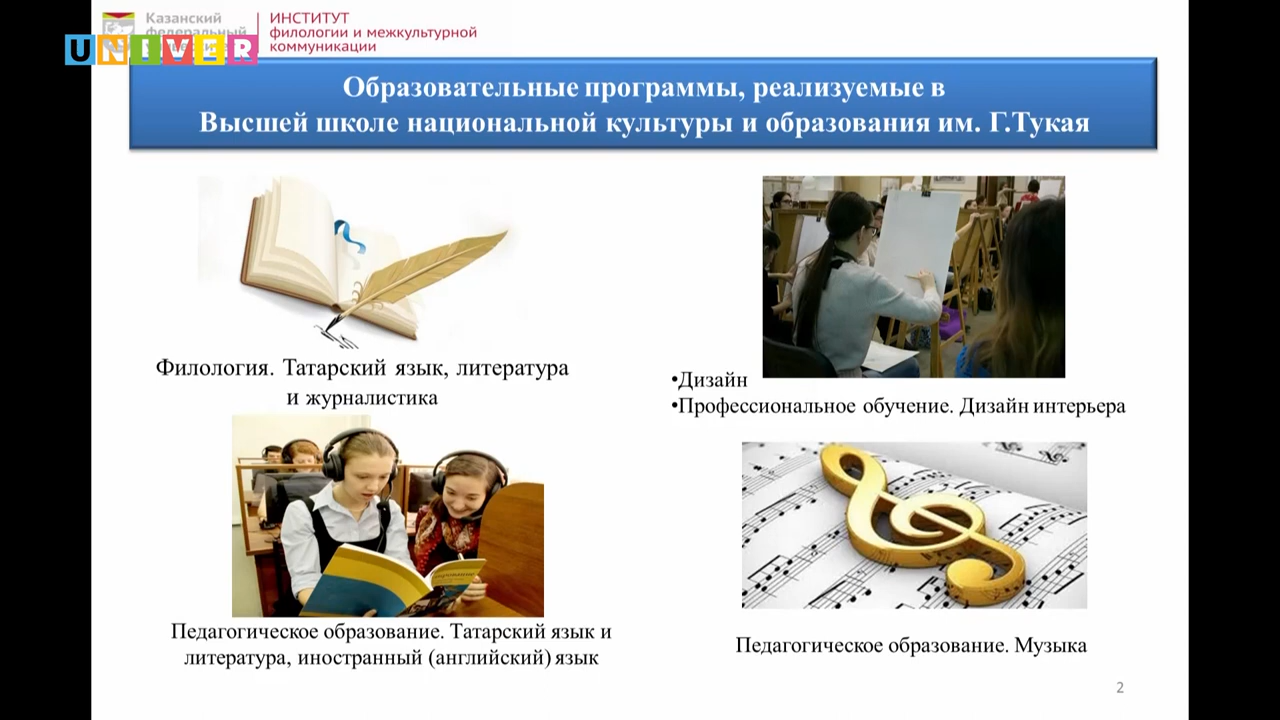 Казанский
федеральный
ИНСТИТУТ
филологии и межкультурной
коммуникации
UNIVER
Образовательные программы, реализуемые в
Высшей школе национальной культуры и образования им. Г.Тукая
Филология. Татарский язык, литература
и журналистика
•Дизайн
•Профессиональное обучение. Дизайн интерьера
Педагогическое образование. Татарский язык и
литература, иностранный (английский) язык
Педагогическое образование. Музыка
2